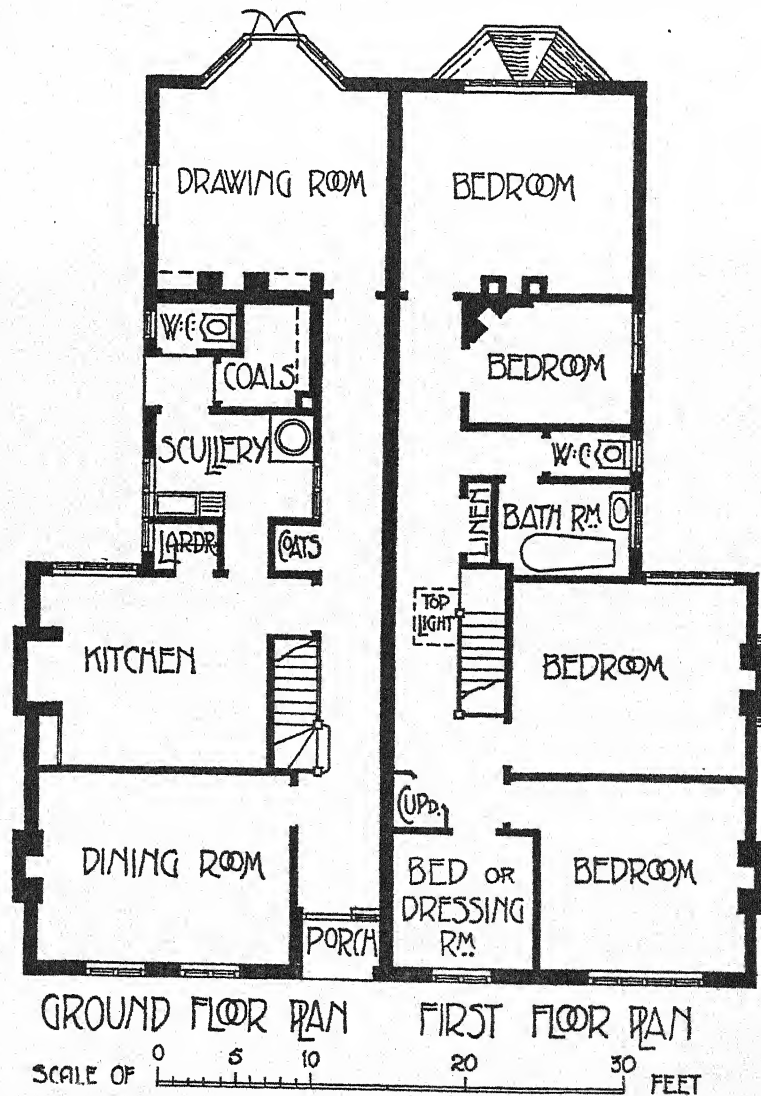 DRAWING ROOM
W.C.
COALS
SCULLERY
LARDR
COATS
KITCHEN
DINING ROOM
PORCH
GROUND FLOOR PLAN
BEDROOM
BEDROOM
W.C.
LINEN
BATH RM.
TOP
LIGHT
BEDROOM
CUPD.
BED OR
DRESSING
RM.
BEDROOM
FIRST FLOOR PLAN
SCALE OF 0 5 10 20 30 FEET